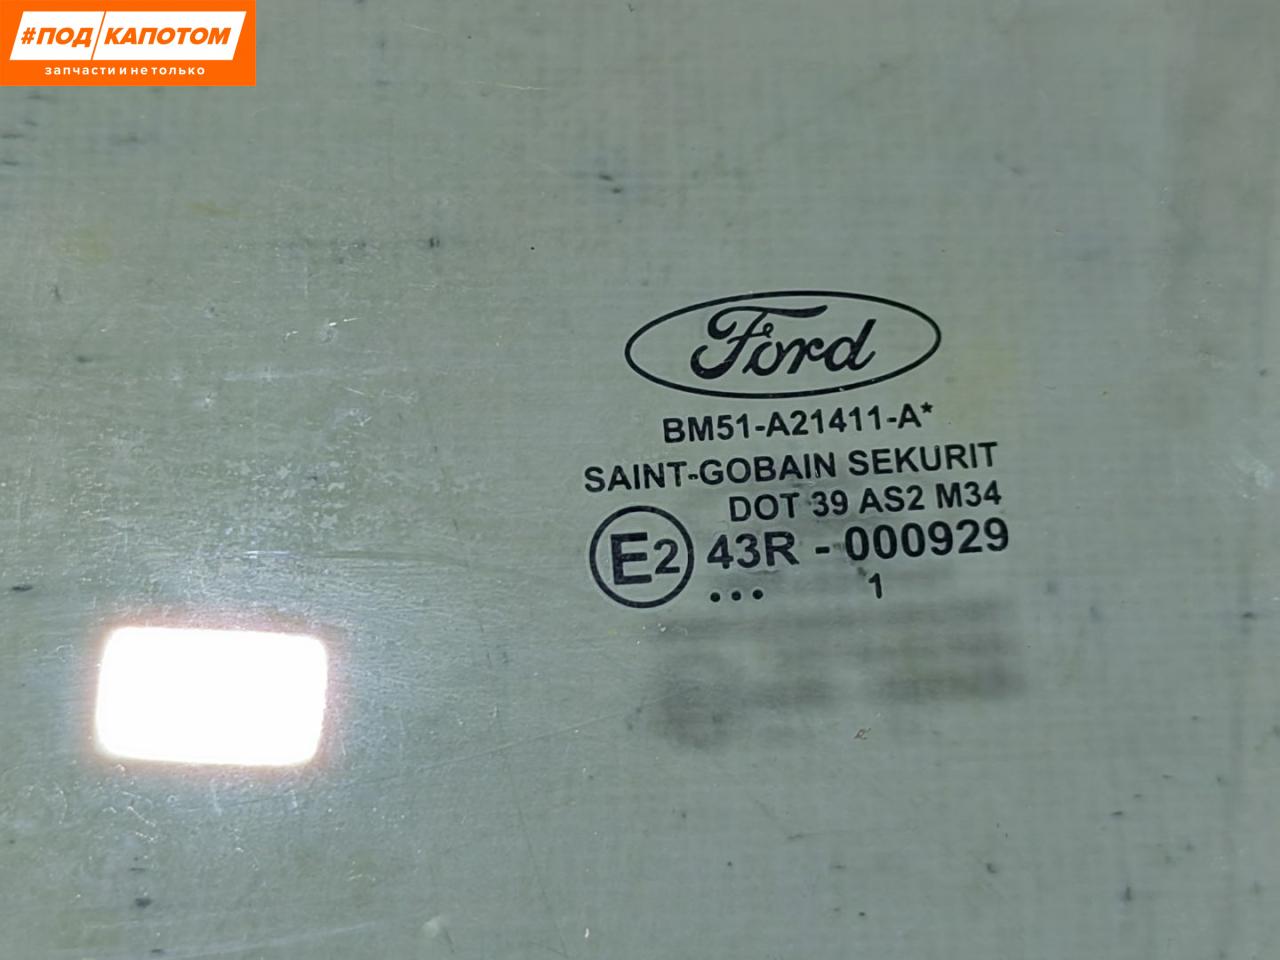 #ПОД/КАПОТОМ
запчасти и не только
Ford
BM51-A21411-A*
SAINT-GOBAIN SEKURIT
DOT 39 AS2 M34
E2 43R - 000929
... 1